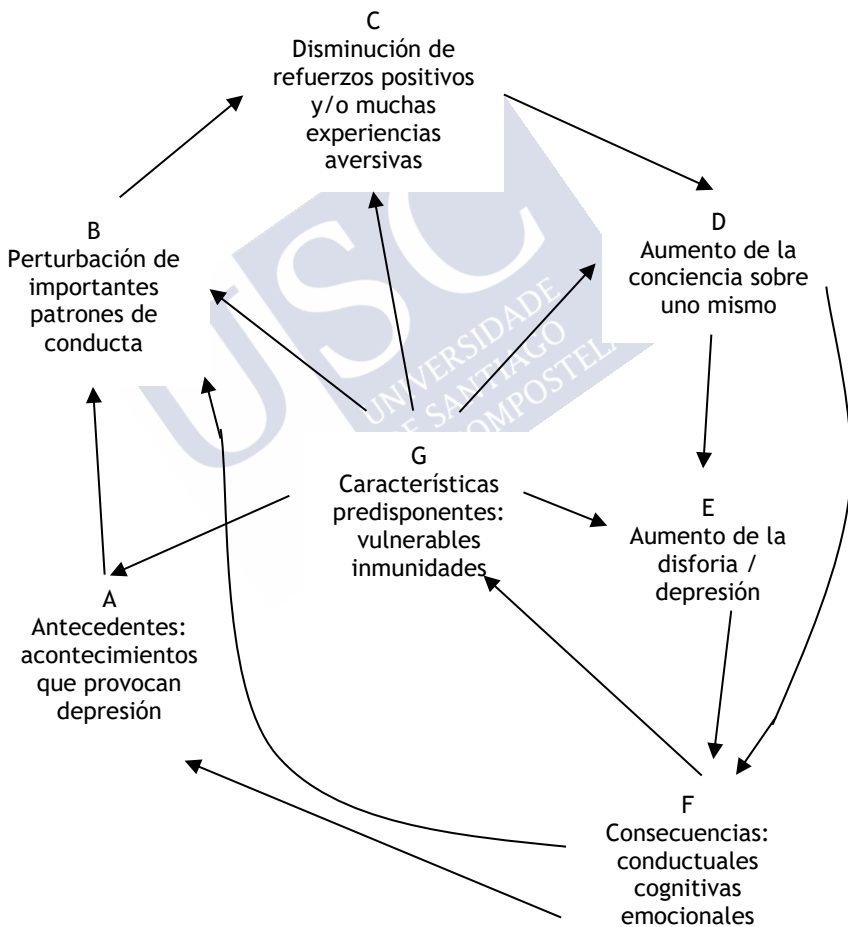 C
Disminución de
refuerzos positivos
y/o muchas
experiencias
aversivas
B
Perturbación de
importantes
patrones de
conducta
D
Aumento de la
conciencia sobre
uno mismo
G
Características
predisponentes:
vulnerables
inmunidades
E
Aumento de la
disforia /
depresión
A
Antecedentes:
acontecimientos
que provocan
depresión
F
Consecuencias:
conductuales
cognitivas
emocionales
USC
UNIVERSIDADE
DE SANTIAGO
COMPOSTEL